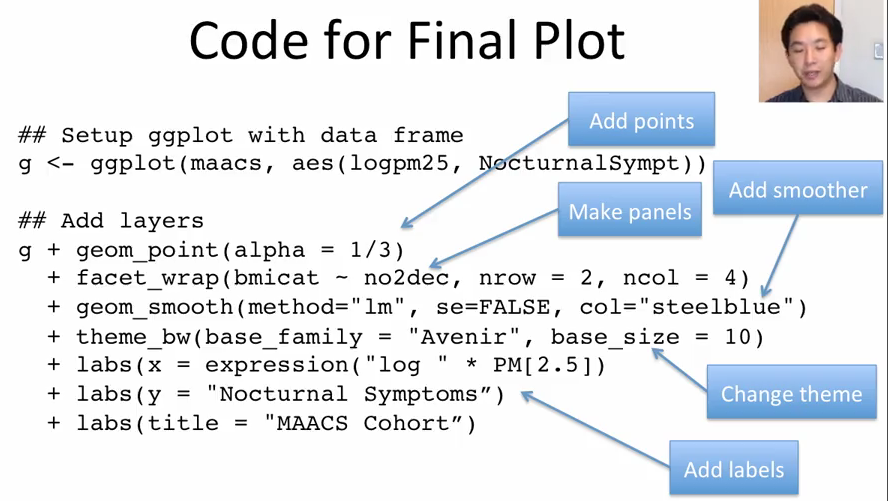 Code for Final Plot
## Setup ggplot with data frame
g <- ggplot(maacs, aes(logpm25, NocturnalSympt))
## Add layers
g + geom_point(alpha = 1/3)
+ facet_wrap(bmicat ~ no2dec, nrow = 2, ncol = 4)
+ geom_smooth(method="lm", se=FALSE, col="steelblue")
+ theme_bw(base_family = "Avenir", base_size = 10)
+ labs(x = expression("log " * PM[2.5])
+ labs(y = "Nocturnal Symptoms”)
+ labs(title = "MAACS Cohort”)
Add points
Make panels
Add smoother
Change theme
Add labels